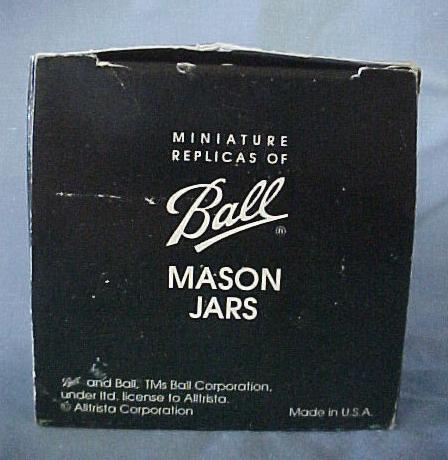 MINIATURE
REPLICAS OF
Ball ®
MASON
JARS
Ball and Ball, TMs Ball Corporation,
under ltd. license to Alltrista.
© Alltrista Corporation
Made in U.S.A.